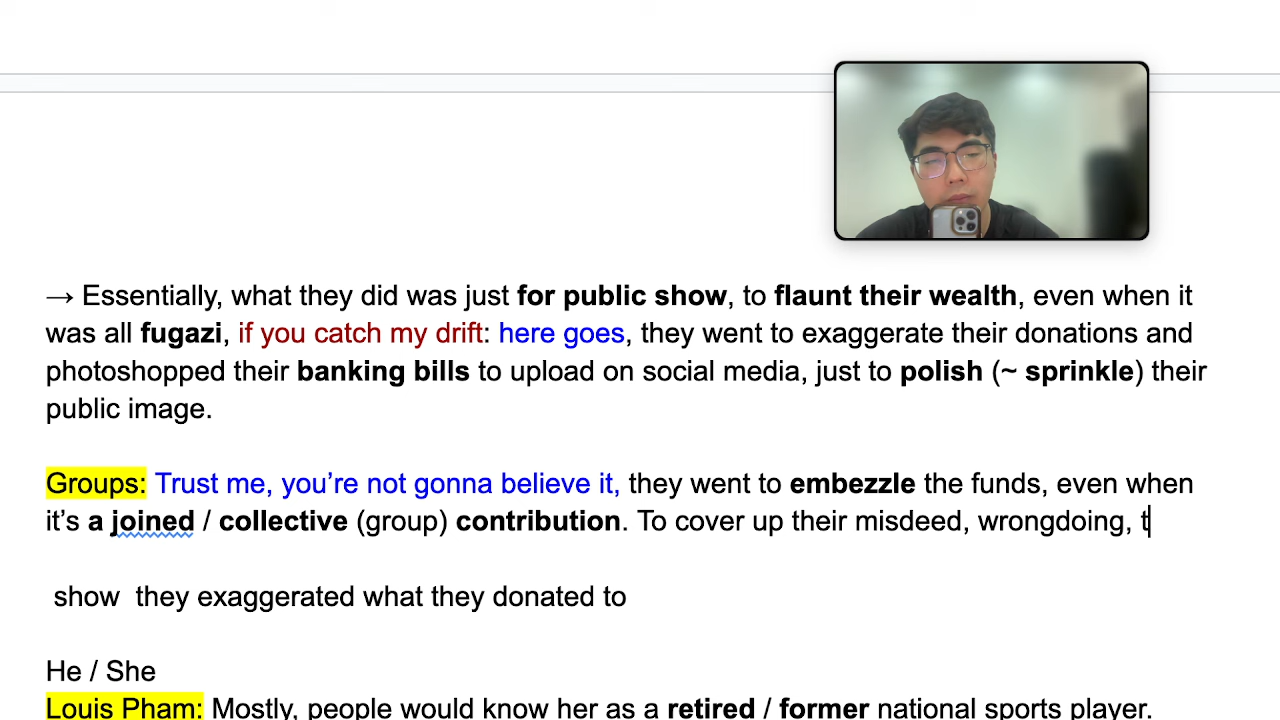 → Essentially, what they did was just for public show, to flaunt their wealth, even when it
was all fugazi, if you catch my drift: here goes, they went to exaggerate their donations and
photoshopped their banking bills to upload on social media, just to polish (~ sprinkle) their
public image.
Groups: Trust me, you’re not gonna believe it, they went to embezzle the funds, even when
it’s a joined / collective (group) contribution. To cover up their misdeed, wrongdoing, t
show they exaggerated what they donated to
He / She
Louis Pham: Mostly, people would know her as a retired / former national sports player.